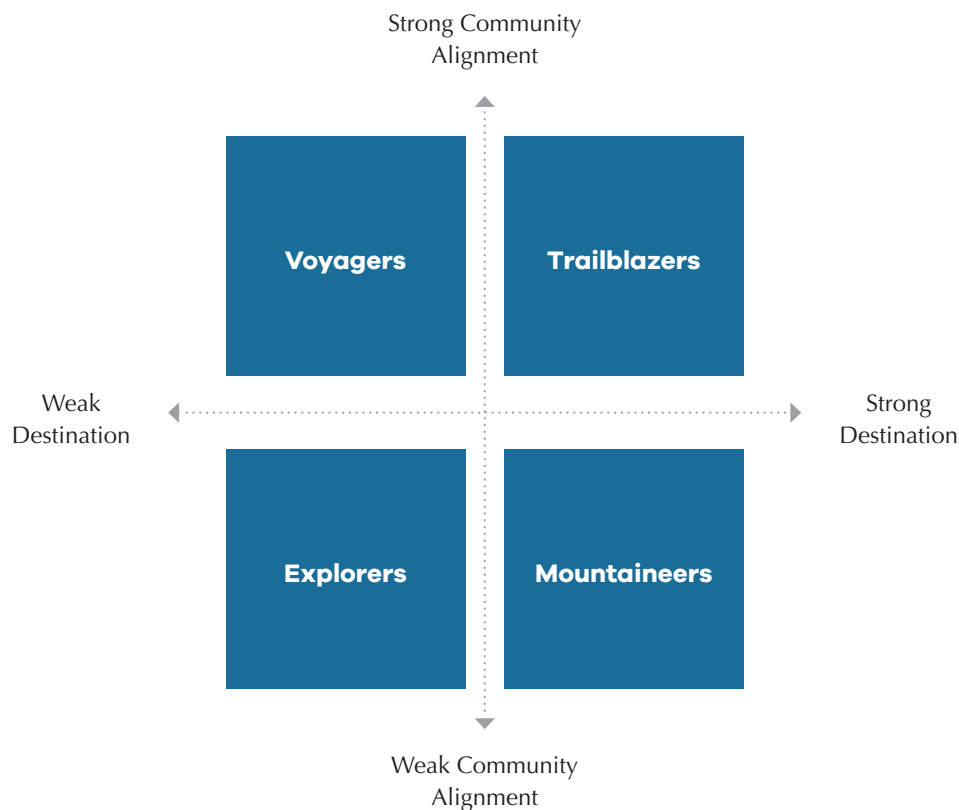 Strong Community
Alignment
Voyagers
Trailblazers
Weak
Destination
Strong
Destination
Explorers
Mountaineers
Weak Community
Alignment